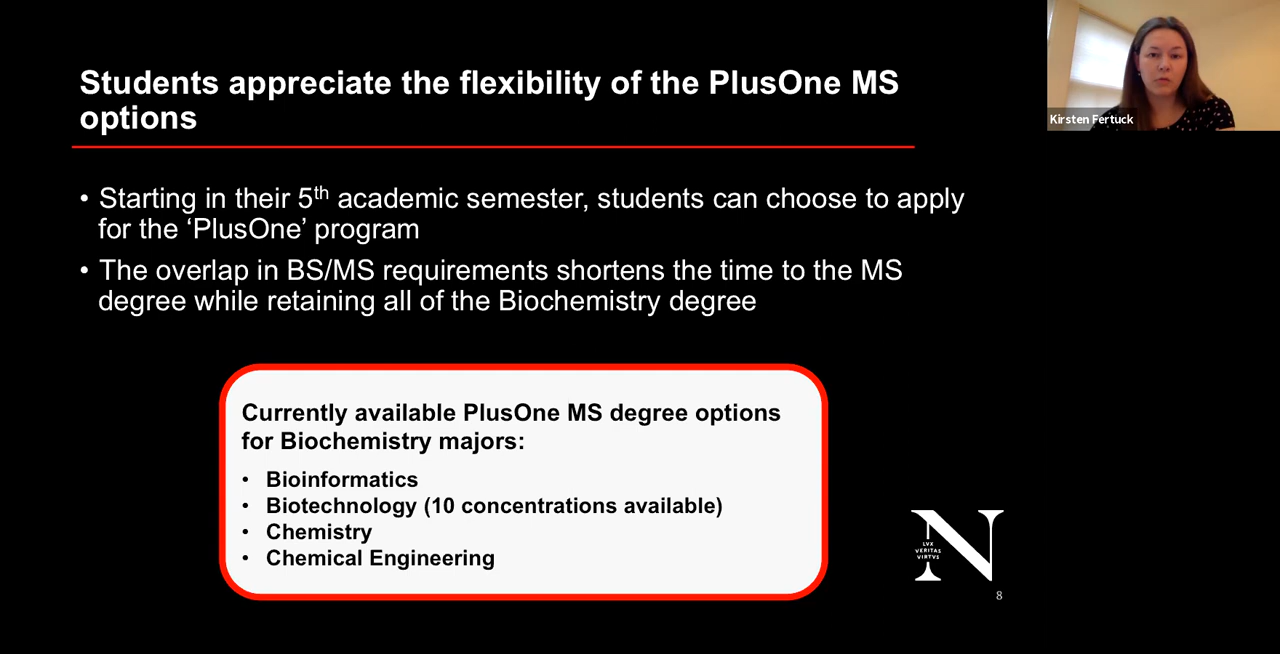 Students appreciate the flexibility of the PlusOne MS
options
Kirsten Fertuck
• Starting in their 5th academic semester, students can choose to apply
for the ‘PlusOne’ program
• The overlap in BS/MS requirements shortens the time to the MS
degree while retaining all of the Biochemistry degree
Currently available PlusOne MS degree options
for Biochemistry majors:
• Bioinformatics
• Biotechnology (10 concentrations available)
• Chemistry
• Chemical Engineering
N
LVX
VERITAS
VIRTVS
8